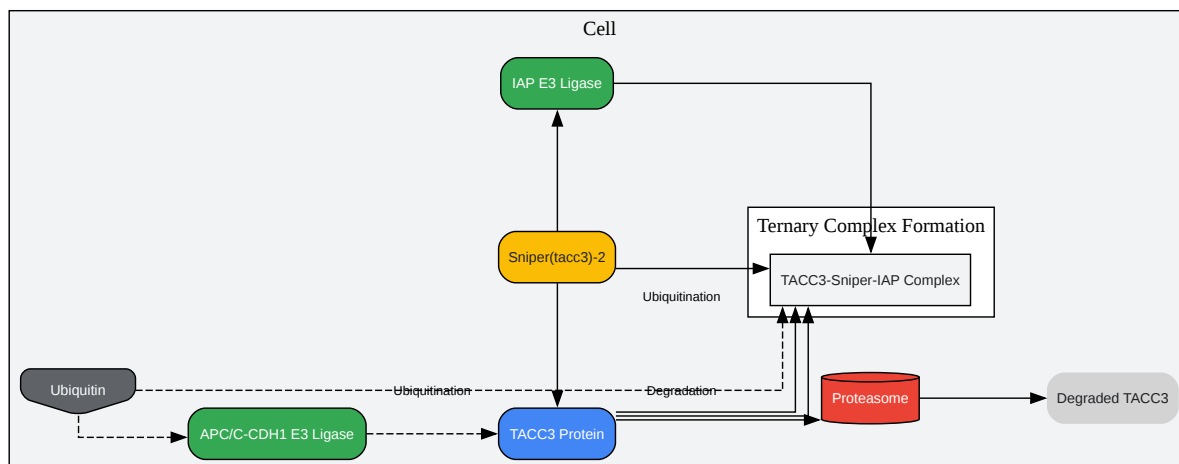 Cell
IAP E3 Ligase
Ternary Complex Formation
Sniper(tacc3)-2
TACC3-Sniper-IAP Complex
Ubiquitination
Ubiquitin
Ubiquitination
Degradation
Proteasome
Degraded TACC3
APC/C-CDH1 E3 Ligase
TACC3 Protein